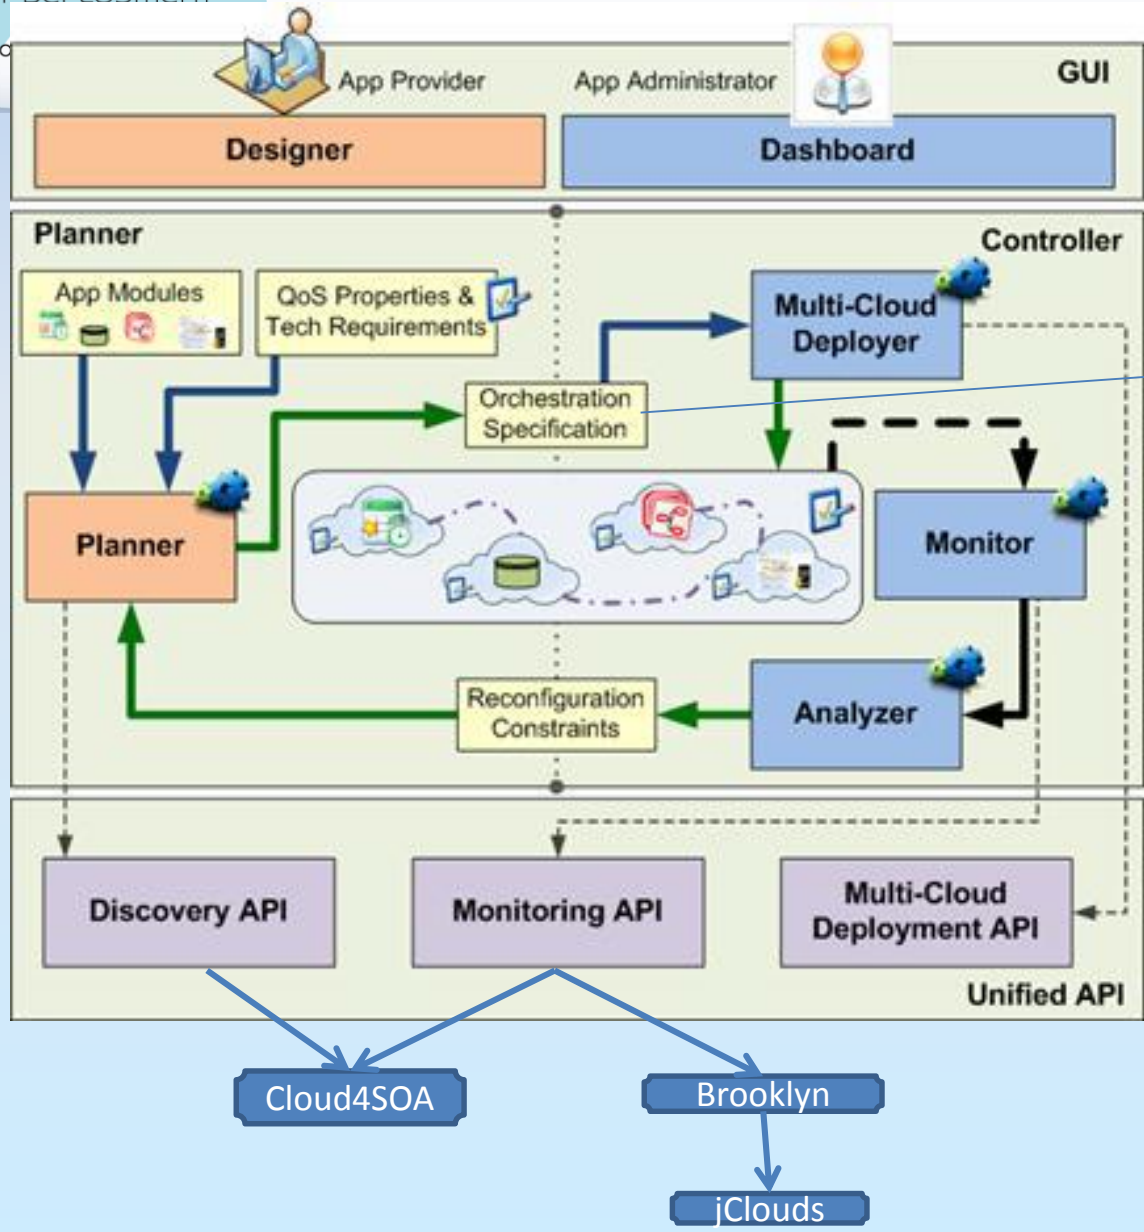 App Provider
App Administrator
GUI
Designer
Dashboard
Planner
Controller
App Modules
QoS Properties &
Tech Requirements
Multi-Cloud
Deployer
Orchestration
Specification
Planner
Monitor
Reconfiguration
Constraints
Analyzer
Discovery API
Monitoring API
Multi-Cloud
Deployment API
Unified API
Cloud4SOA
Brooklyn
jClouds